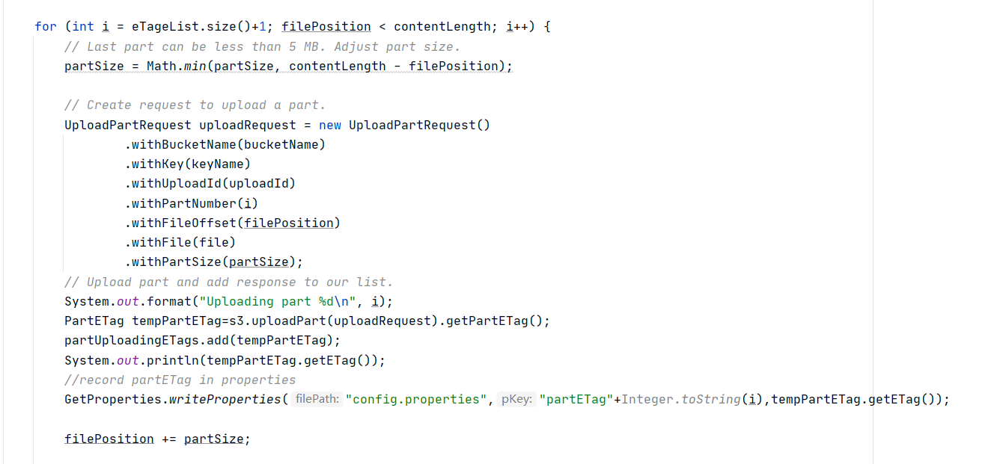 for (int i = eTageList.size()+1; filePosition < contentLength; i++) {
// Last part can be less than 5 MB. Adjust part size.
partSize = Math.min(partSize, contentLength - filePosition);
// Create request to upload a part.
UploadPartRequest uploadRequest = new UploadPartRequest()
.withBucketName(bucketName)
.withKey(keyName)
.withUploadId(uploadId)
.withPartNumber(i)
.withFileOffset(filePosition)
.withFile(file)
.withPartSize(partSize);
// Upload part and add response to our list.
System.out.format("Uploading part %d\n", i);
PartETag tempPartETag=s3.uploadPart(uploadRequest).getPartETag();
partUploadingETags.add(tempPartETag);
System.out.println(tempPartETag.getETag());
//record partETag in properties
GetProperties.writeProperties( filePath: "config.properties", pKey: "partETag"+Integer.toString(i),tempPartETag.getETag());
filePosition += partSize;